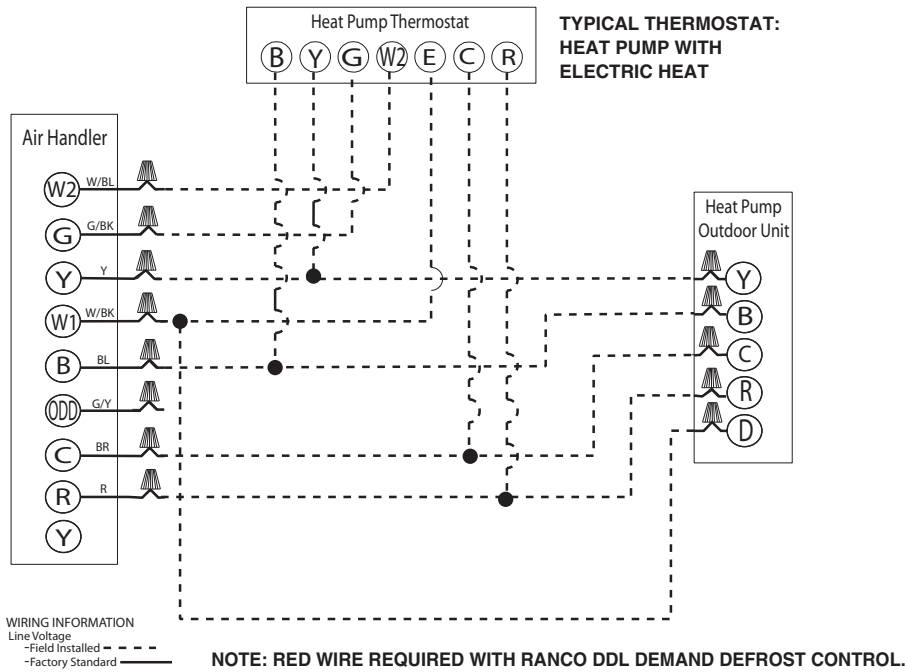 Heat Pump Thermostat
B Y G W2 E C R
TYPICAL THERMOSTAT:
HEAT PUMP WITH
ELECTRIC HEAT
Air Handler
W2 W/BL
G G/BK
Y Y
W1 W/BK
B BL
ODD G/Y
C BR
R R
Y
Heat Pump
Outdoor Unit
Y
B
C
R
D
WIRING INFORMATION
Line Voltage
-Field Installed
-Factory Standard
NOTE: RED WIRE REQUIRED WITH RANCO DDL DEMAND DEFROST CONTROL.